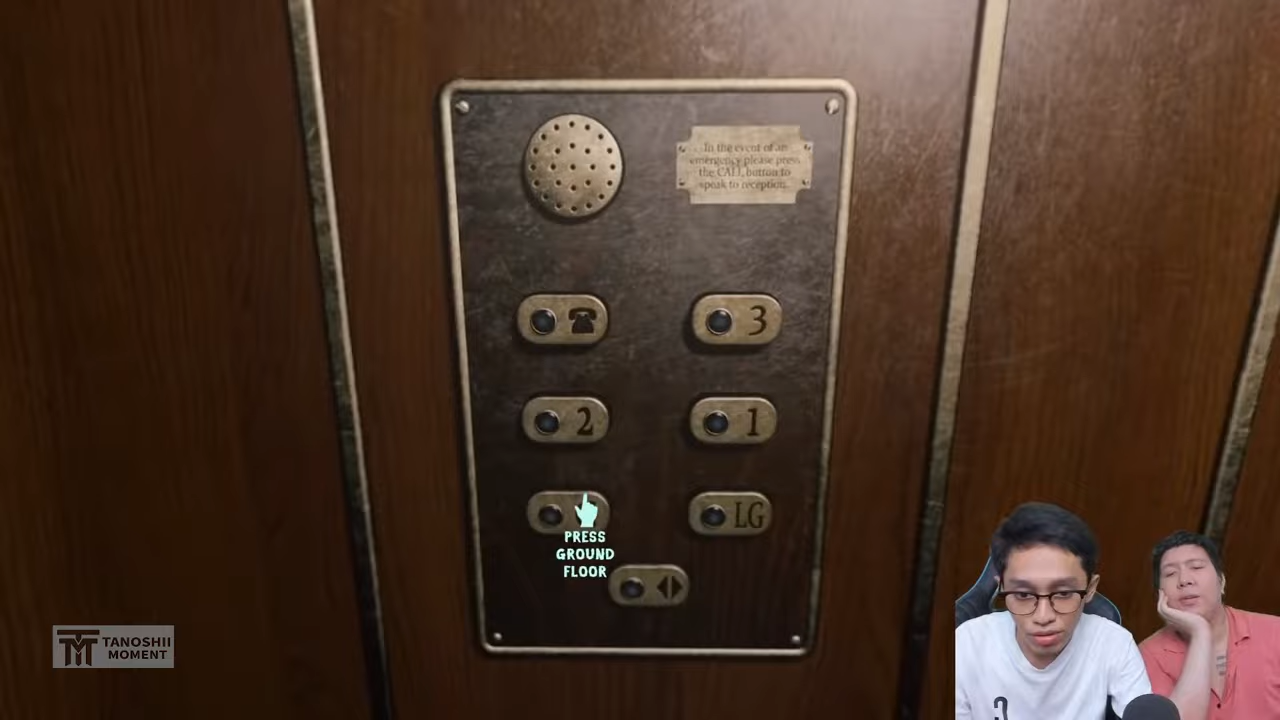 In the event of an
emergency please press
the CALL button to
speak to reception.
3
2
1
LG
PRESS
GROUND
FLOOR
TANOSHII
MOMENT
3